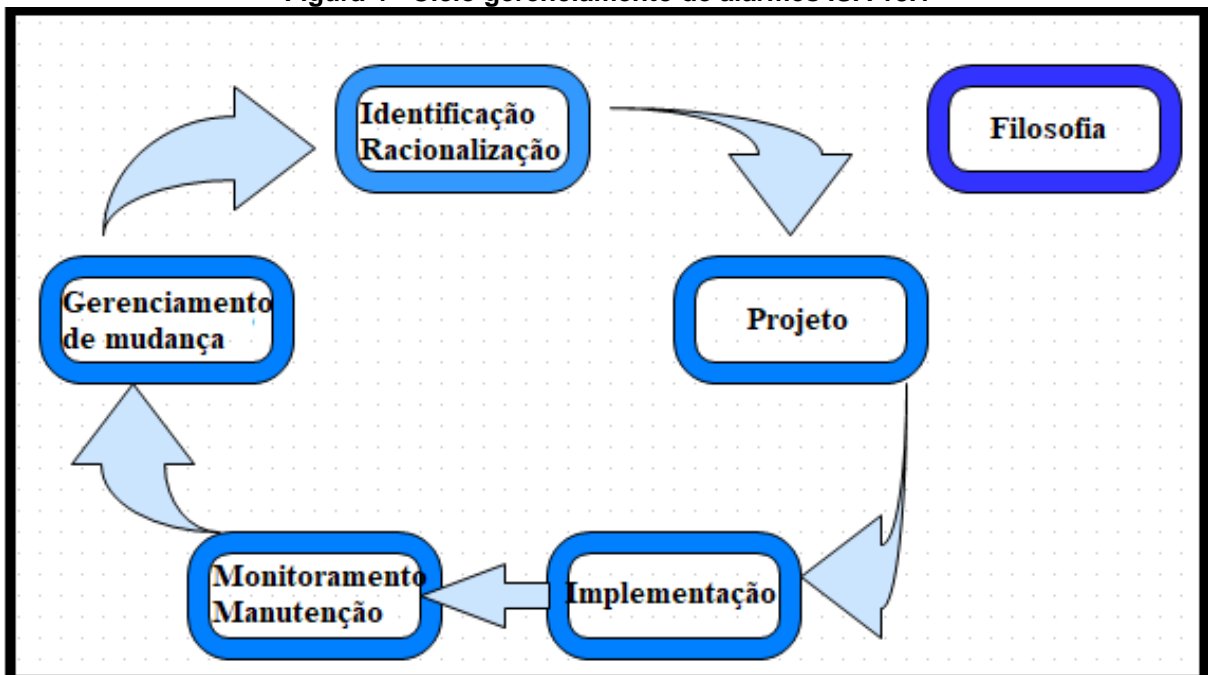 Identificação
Racionalização
Filosofia
Gerenciamento
de mudança
Projeto
Monitoramento
Manutenção
Implementação